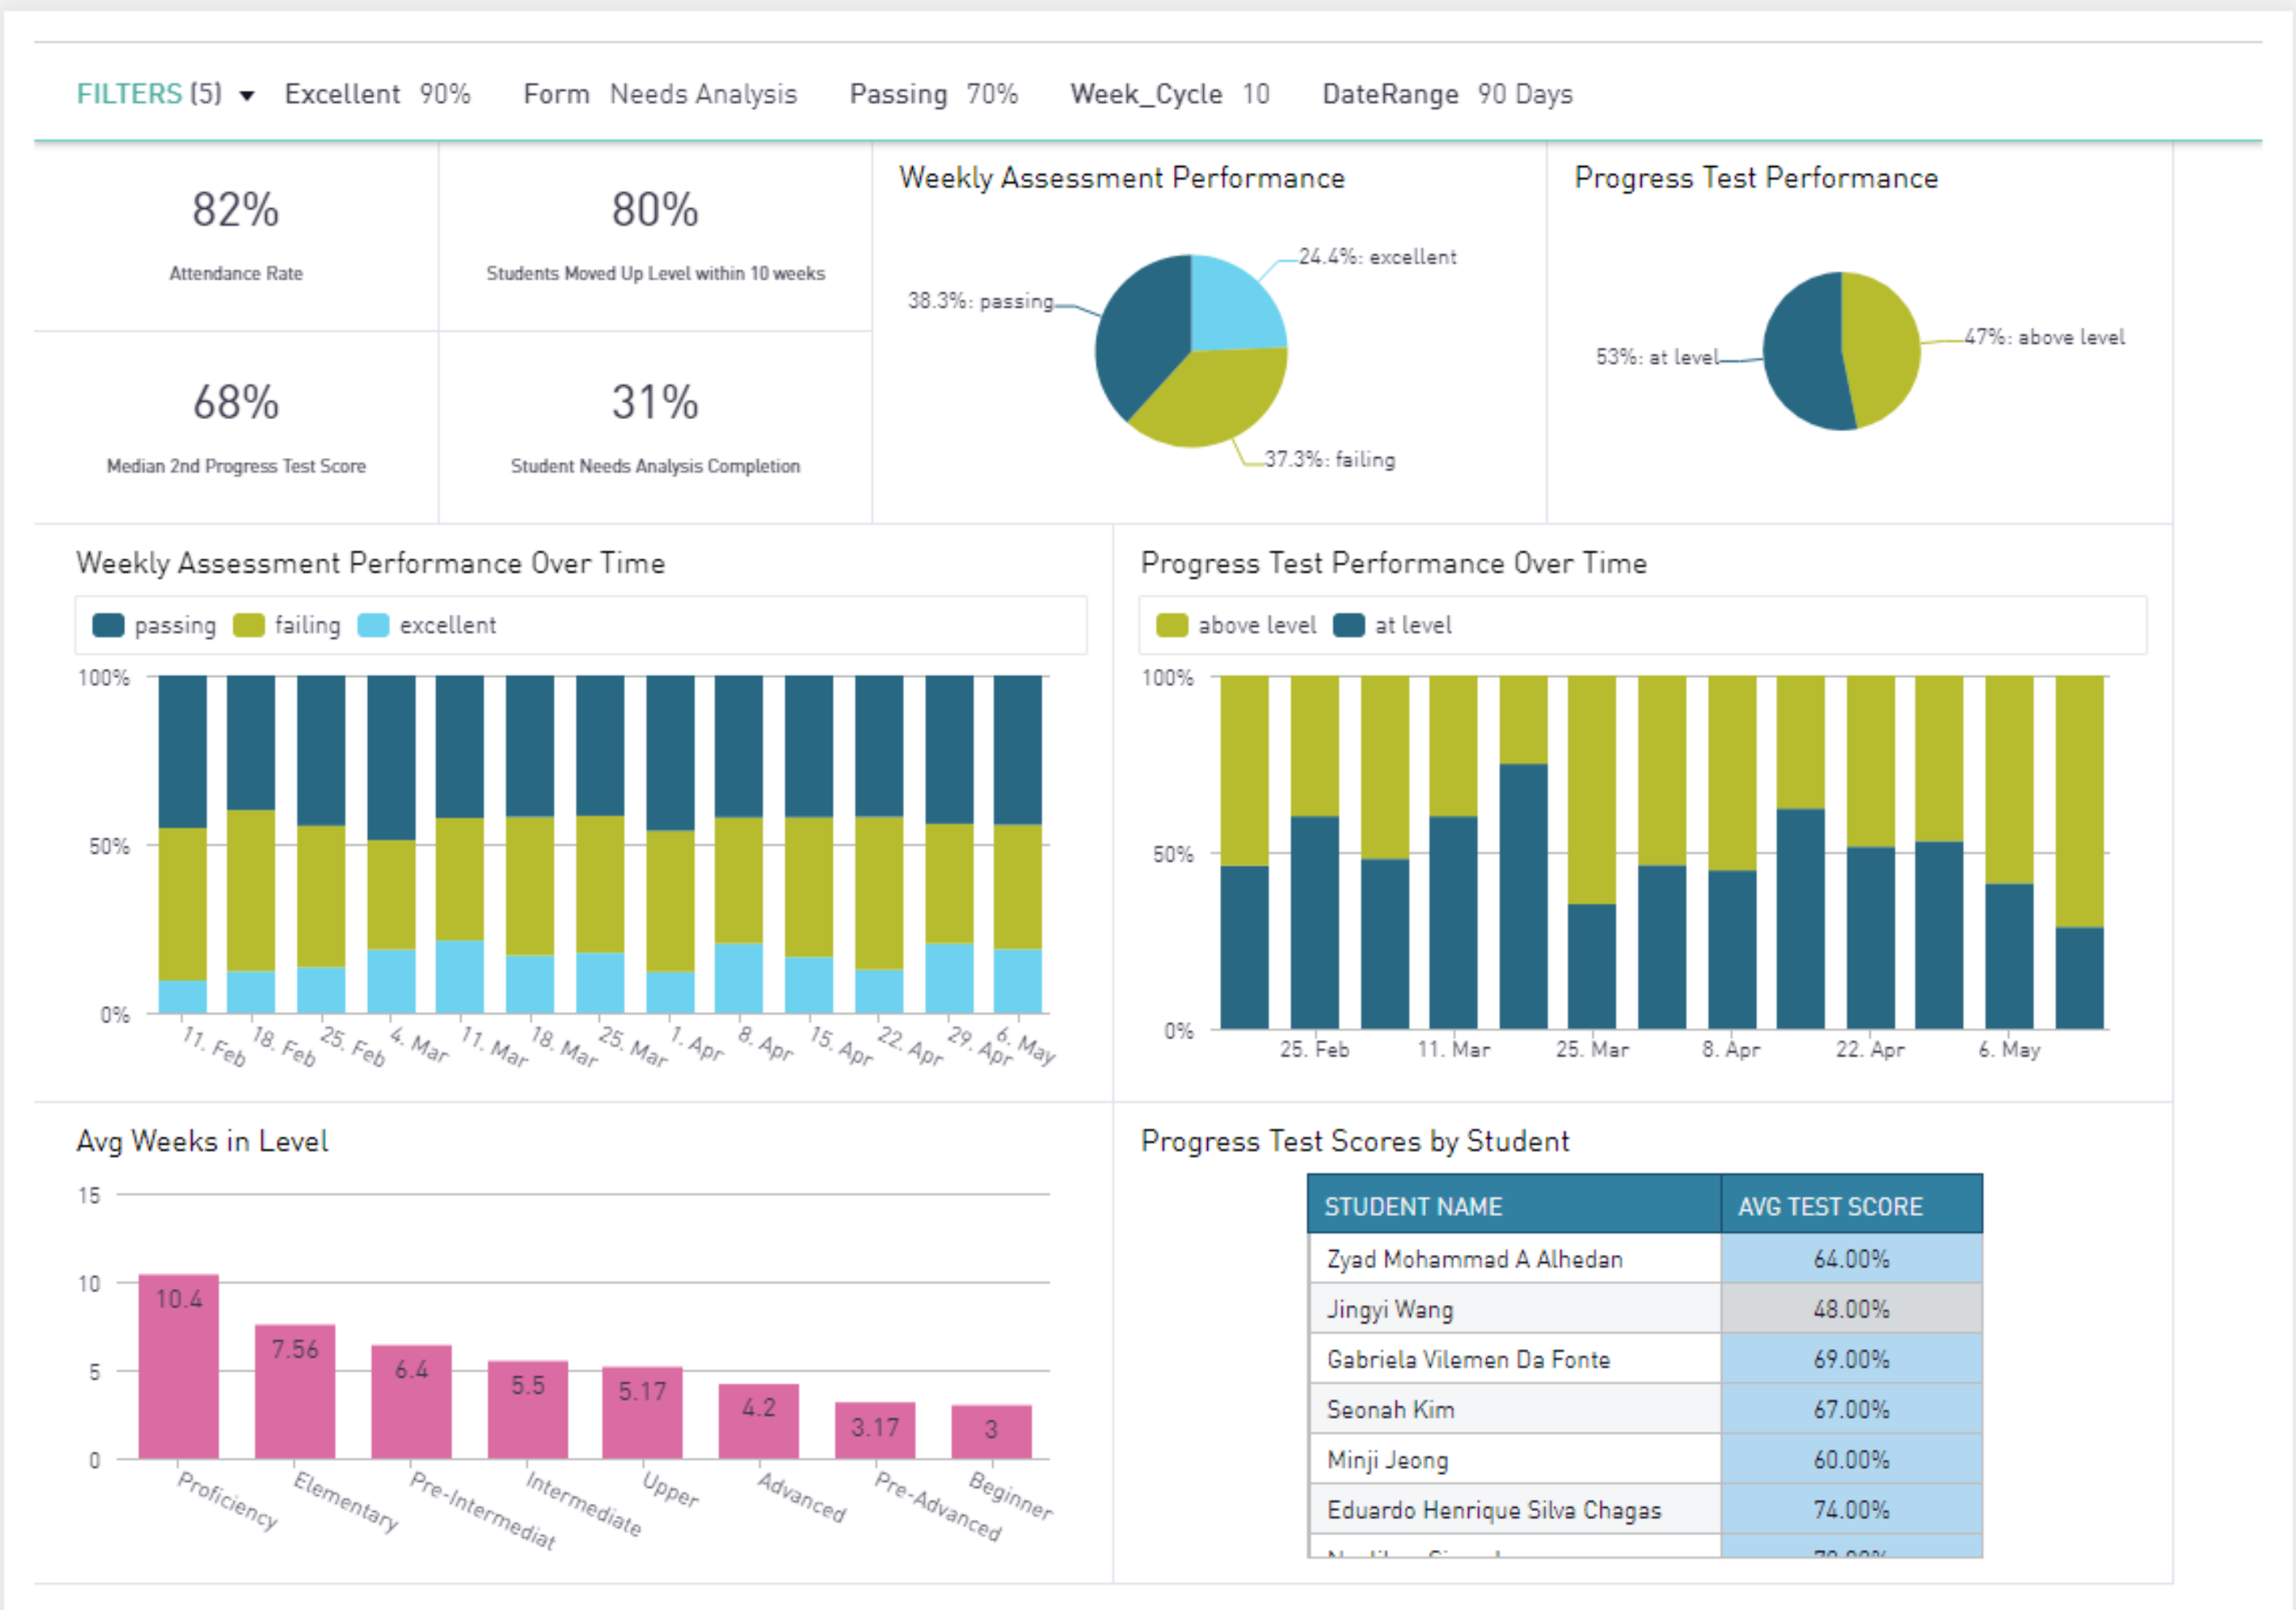 FILTERS (5) Excellent 90% Form Needs Analysis Passing 70% Week_Cycle 10 DateRange 90 Days
82%
Attendance Rate
80%
Students Moved Up Level within 10 weeks
68%
Median 2nd Progress Test Score
31%
Student Needs Analysis Completion
Weekly Assessment Performance
24.4%: excellent
38.3%: passing
37.3%: failing
Progress Test Performance
47%: above level
53%: at level
Weekly Assessment Performance Over Time
passing failing excellent
100%
50%
0%
11. Feb 18. Feb 25. Feb 4. Mar 11. Mar 18. Mar 25. Mar 1. Apr 8. Apr 15. Apr 22. Apr 29. Apr 6. May
Progress Test Performance Over Time
above level at level
100%
50%
0%
25. Feb 11. Mar 25. Mar 8. Apr 22. Apr 6. May
Avg Weeks in Level
15
10
5
0
10.4 7.56 6.4 5.5 5.17 4.2 3.17 3
Proficiency Elementary Pre-Intermediat Intermediate Upper Advanced Pre-Advanced Beginner
Progress Test Scores by Student
STUDENT NAME AVG TEST SCORE
Zyad Mohammad A Alhedan 64.00%
Jingyi Wang 48.00%
Gabriela Vilemen Da Fonte 69.00%
Seonah Kim 67.00%
Minji Jeong 60.00%
Eduardo Henrique Silva Chagas 74.00%